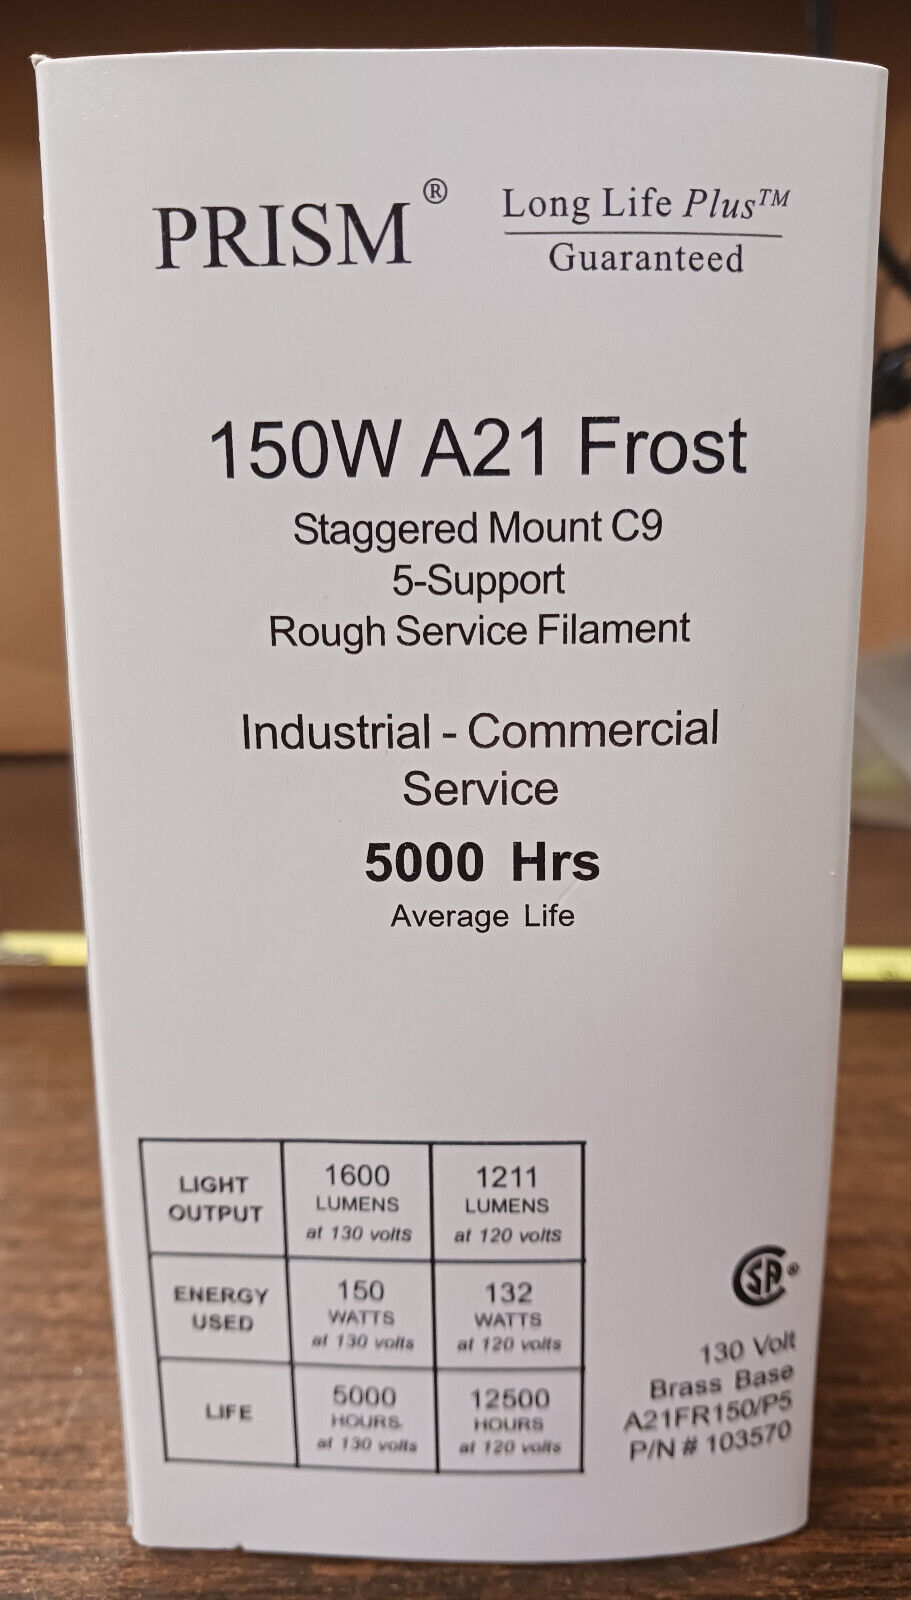 PRISM®
Long Life Plus™
Guaranteed
150W A21 Frost
Staggered Mount C9
5-Support
Rough Service Filament
Industrial - Commercial
Service
5000 Hrs
Average Life
LIGHT
OUTPUT
1600
LUMENS
at 130 volts
1211
LUMENS
at 120 volts
ENERGY
USED
150
WATTS
at 130 volts
132
WATTS
at 120 volts
LIFE
5000
HOURS
at 130 volts
12500
HOURS
at 120 volts
SA®
130 Volt
Brass Base
A21FR150/P5
P/N # 103570